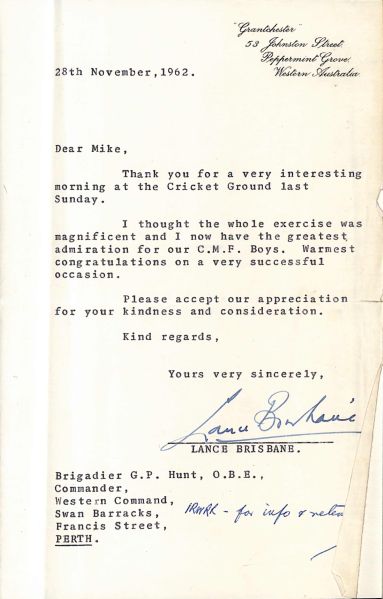 "Grantchester"
53 Johnston Street
Peppermint Grove
Western Australia
28th November, 1962.
Dear Mike,
Thank you for a very interesting
morning at the Cricket Ground last
Sunday.
I thought the whole exercise was
magnificent and I now have the greatest
admiration for our C.M.F. Boys. Warmest
congratulations on a very successful
occasion.
Please accept our appreciation
for your kindness and consideration.
Kind regards,
Yours very sincerely,
Lance Brisbane
LANCE BRISBANE.
Brigadier G.P. Hunt, O.B.E.,
Commander,
Western Command,
Swan Barracks,
Francis Street,
PERTH.
- for info &